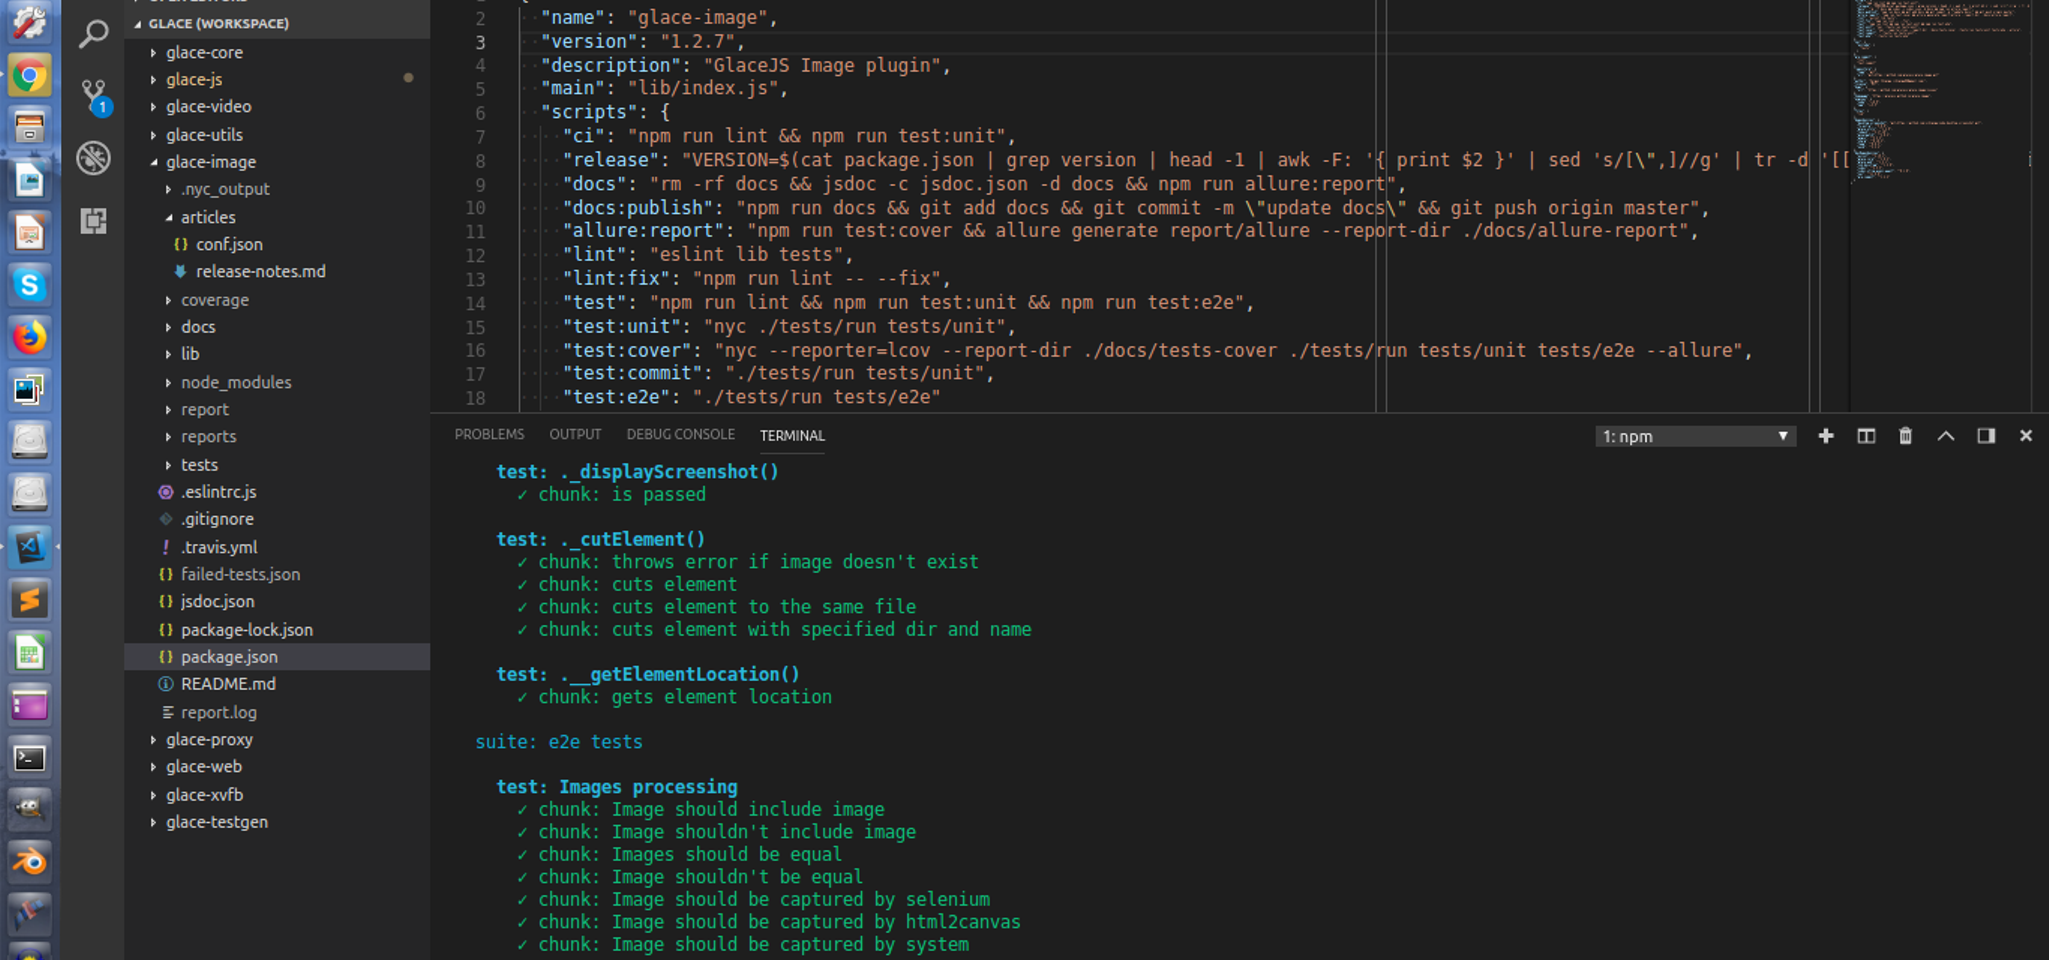 GLACE (WORKSPACE)
glace-core
glace-js
glace-video
glace-utils
glace-image
.nyc_output
articles
{} conf.json
release-notes.md
coverage
docs
lib
node_modules
report
reports
tests
.eslintrc.js
.gitignore
! .travis.yml
{} failed-tests.json
{} jsdoc.json
{} package-lock.json
{} package.json
README.md
report.log
glace-proxy
glace-web
glace-xvfb
glace-testgen
1
2 "name": "glace-image",
3 "version": "1.2.7",
4 "description": "GlaceJS Image plugin",
5 "main": "lib/index.js",
6 "scripts": {
7 "ci": "npm run lint && npm run test:unit",
8 "release": "VERSION=$(cat package.json | grep version | head -1 | awk -F: '{ print $2 }' | sed 's/[\",]//g' | tr -d '[[
9 "docs": "rm -rf docs && jsdoc -c jsdoc.json -d docs && npm run allure:report",
10 "docs:publish": "npm run docs && git add docs && git commit -m \"update docs\" && git push origin master",
11 "allure:report": "npm run test:cover && allure generate report/allure --report-dir ./docs/allure-report",
12 "lint": "eslint lib tests",
13 "lint:fix": "npm run lint -- --fix",
14 "test": "npm run lint && npm run test:unit && npm run test:e2e",
15 "test:unit": "nyc ./tests/run tests/unit",
16 "test:cover": "nyc --reporter=lcov --report-dir ./docs/tests-cover ./tests/run tests/unit tests/e2e --allure",
17 "test:commit": "./tests/run tests/unit",
18 "test:e2e": "./tests/run tests/e2e"
PROBLEMS OUTPUT DEBUG CONSOLE TERMINAL 1: npm
test: ._displayScreenshot()
✓ chunk: is passed
test: ._cutElement()
✓ chunk: throws error if image doesn't exist
✓ chunk: cuts element
✓ chunk: cuts element to the same file
✓ chunk: cuts element with specified dir and name
test: .__getElementLocation()
✓ chunk: gets element location
suite: e2e tests
test: Images processing
✓ chunk: Image should include image
✓ chunk: Image shouldn't include image
✓ chunk: Images should be equal
✓ chunk: Image shouldn't be equal
✓ chunk: Image should be captured by selenium
✓ chunk: Image should be captured by html2canvas
✓ chunk: Image should be captured by system